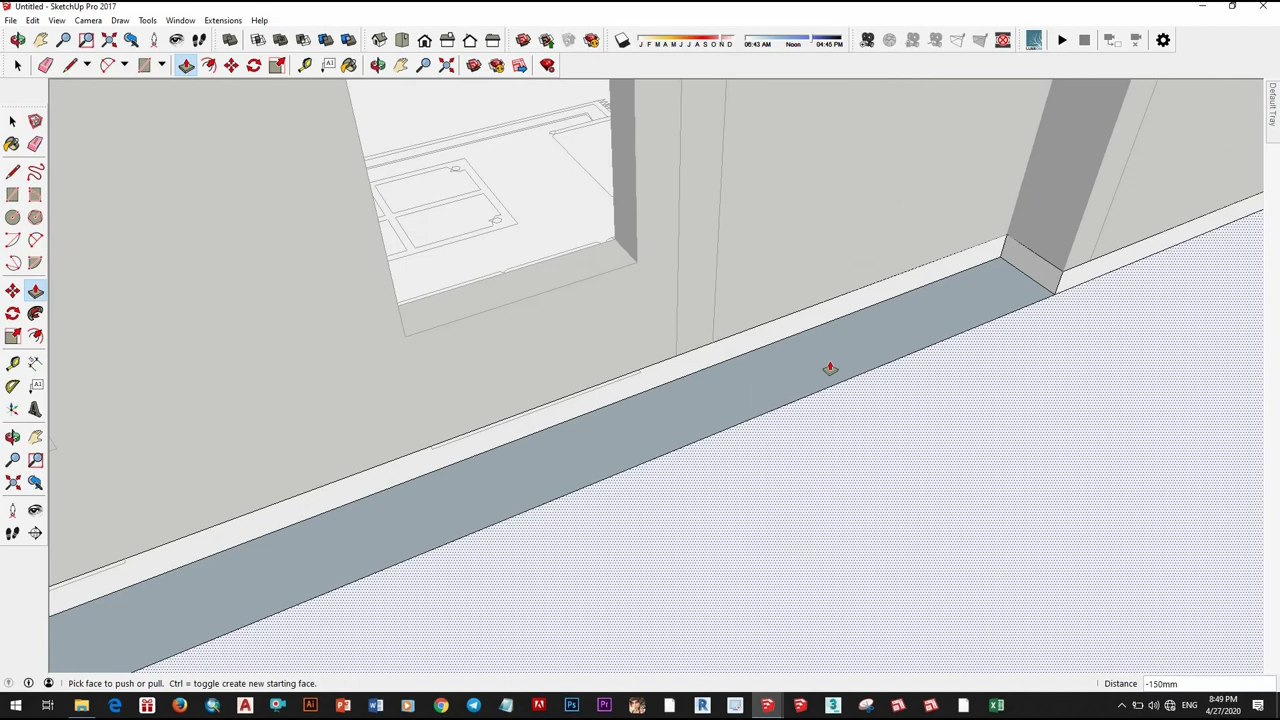 Untitled - SketchUp Pro 2017
File Edit View Camera Draw Tools Window Extensions Help
J F M A M J J A S O N D
06:43 AM Noon 04:45 PM
Default Tray
Pick face to push or pull. Ctrl = toggle create new starting face.
Distance -150mm
ENG
8:49 PM
4/27/2020